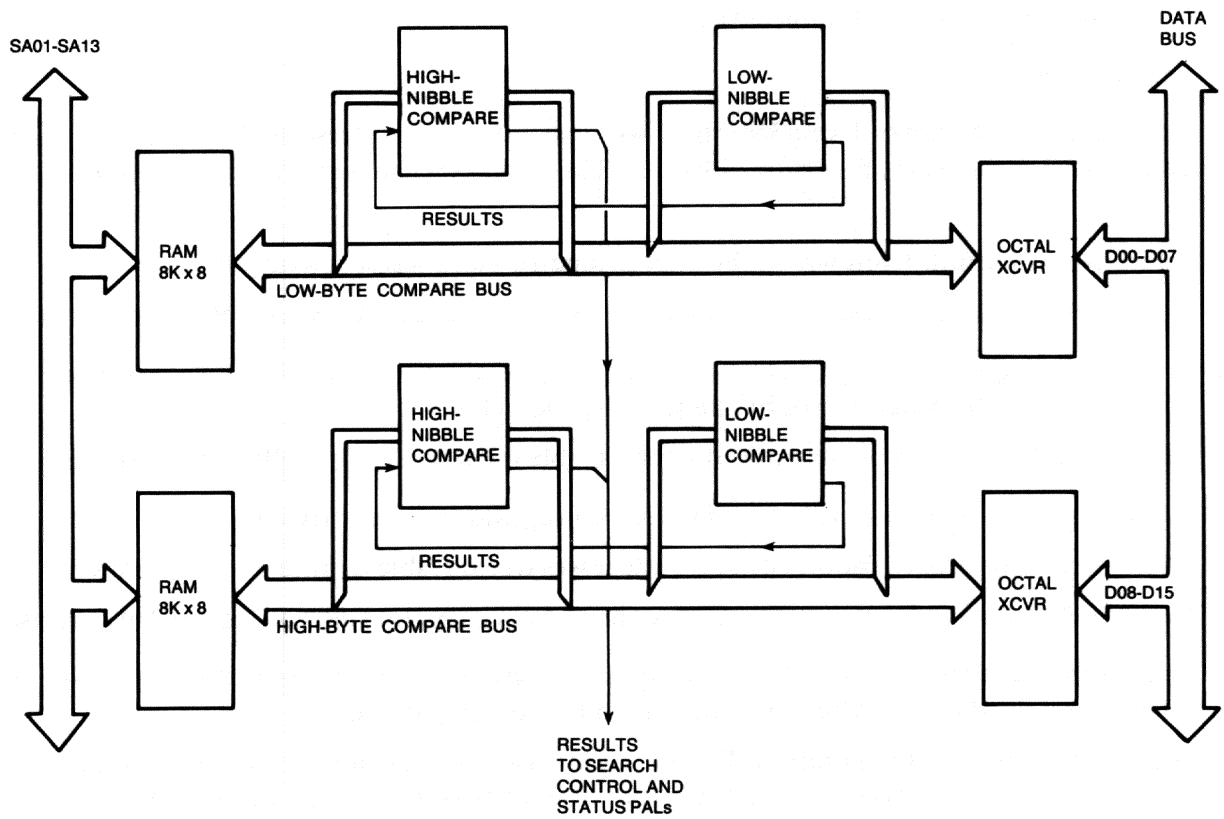 SA01-SA13
DATA
BUS
HIGH-
NIBBLE
COMPARE
LOW-
NIBBLE
COMPARE
RESULTS
RAM
8K x 8
OCTAL
XCVR
D00-D07
LOW-BYTE COMPARE BUS
HIGH-
NIBBLE
COMPARE
LOW-
NIBBLE
COMPARE
RESULTS
RAM
8K x 8
OCTAL
XCVR
D08-D15
HIGH-BYTE COMPARE BUS
RESULTS
TO SEARCH
CONTROL AND
STATUS PALs